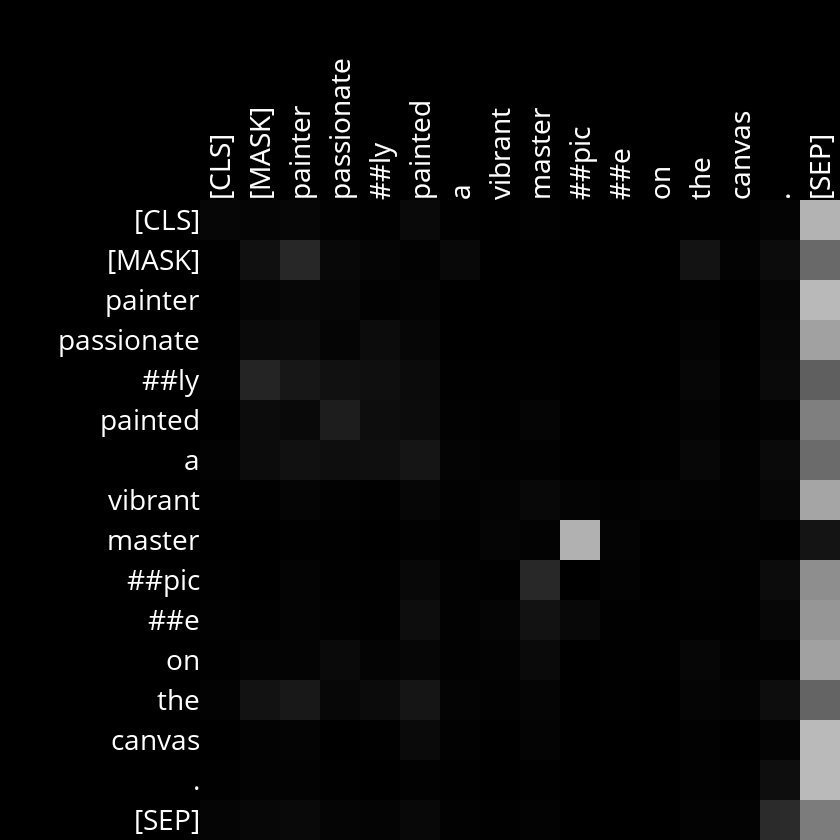 [CLS]
[MASK]
painter
passionate
##ly
painted
a
vibrant
master
##pic
##e
on
the
canvas
.
[SEP]
[CLS]
[MASK]
painter
passionate
##ly
painted
a
vibrant
master
##pic
##e
on
the
canvas
.
[SEP]